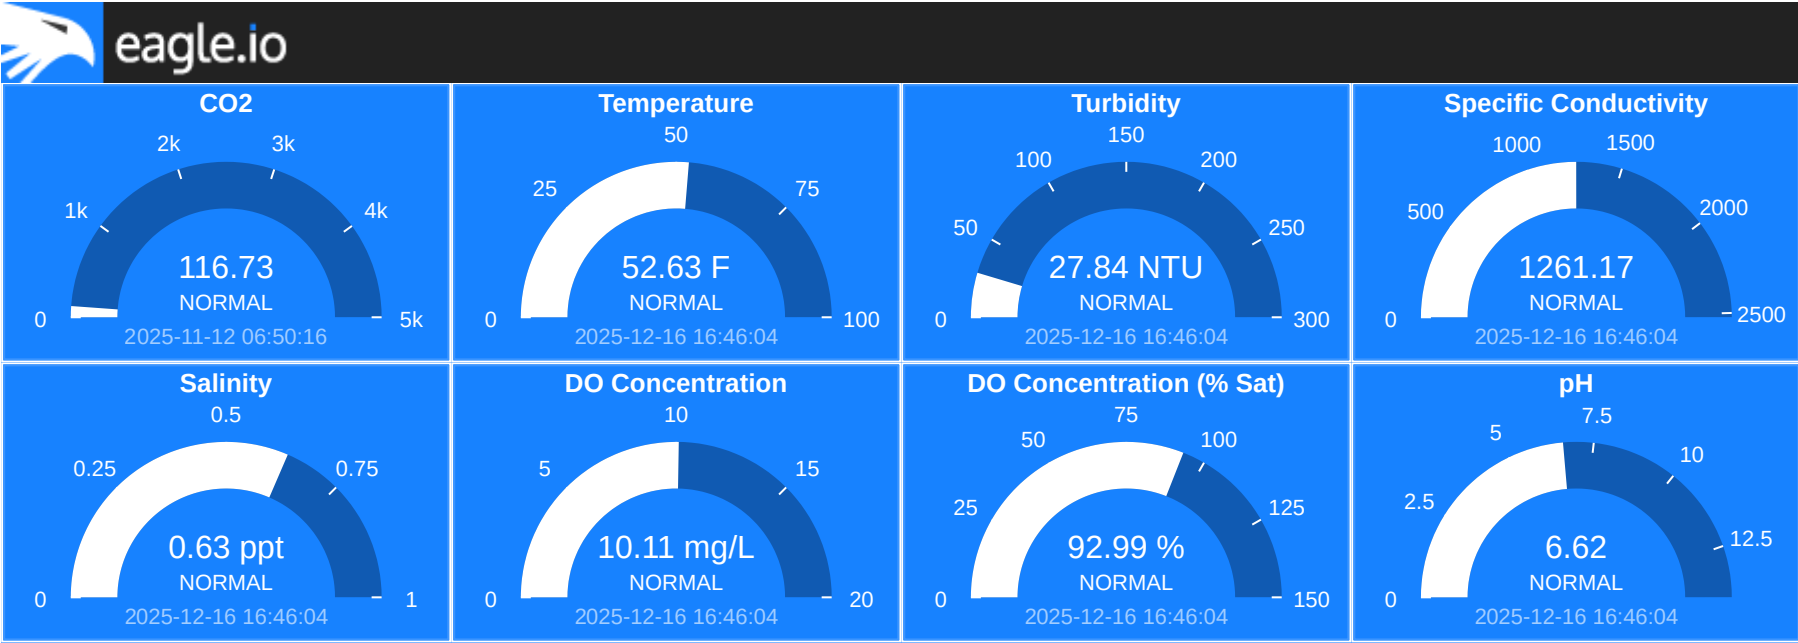 eagle.io
CO2
0
1k
2k
3k
4k
5k
116.73
NORMAL
2025-11-12 06:50:16
Temperature
0
25
50
75
100
52.63 F
NORMAL
2025-12-16 16:46:04
Turbidity
0
50
100
150
200
250
300
27.84 NTU
NORMAL
2025-12-16 16:46:04
Specific Conductivity
0
500
1000
1500
2000
2500
1261.17
NORMAL
2025-12-16 16:46:04
Salinity
0
0.25
0.5
0.75
1
0.63 ppt
NORMAL
2025-12-16 16:46:04
DO Concentration
0
5
10
15
20
10.11 mg/L
NORMAL
2025-12-16 16:46:04
DO Concentration (% Sat)
0
25
50
75
100
125
150
92.99 %
NORMAL
2025-12-16 16:46:04
pH
0
2.5
5
7.5
10
12.5
6.62
NORMAL
2025-12-16 16:46:04